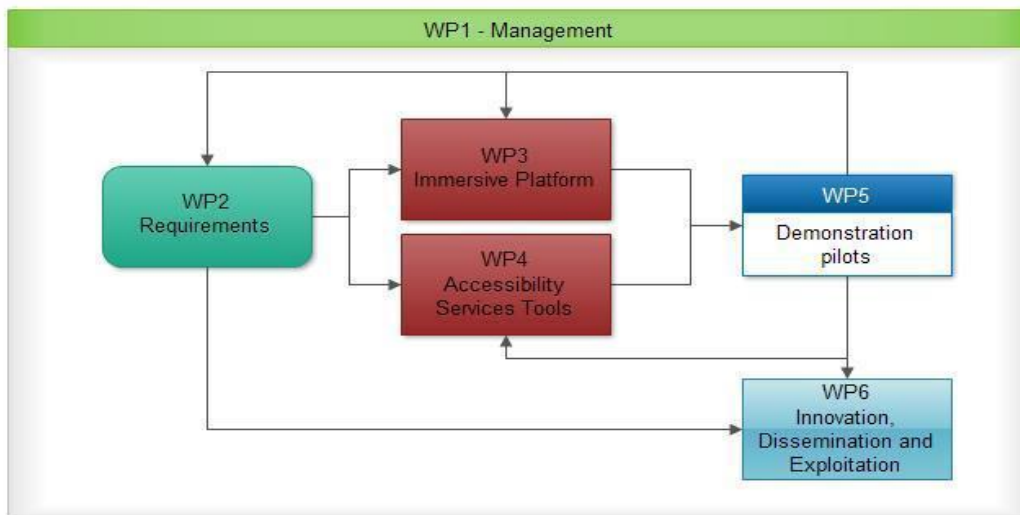 WP1 - Management
WP2
Requirements
WP3
Immersive Platform
WP4
Accessibility
Services Tools
WP5
Demonstration
pilots
WP6
Innovation,
Dissemination and
Exploitation